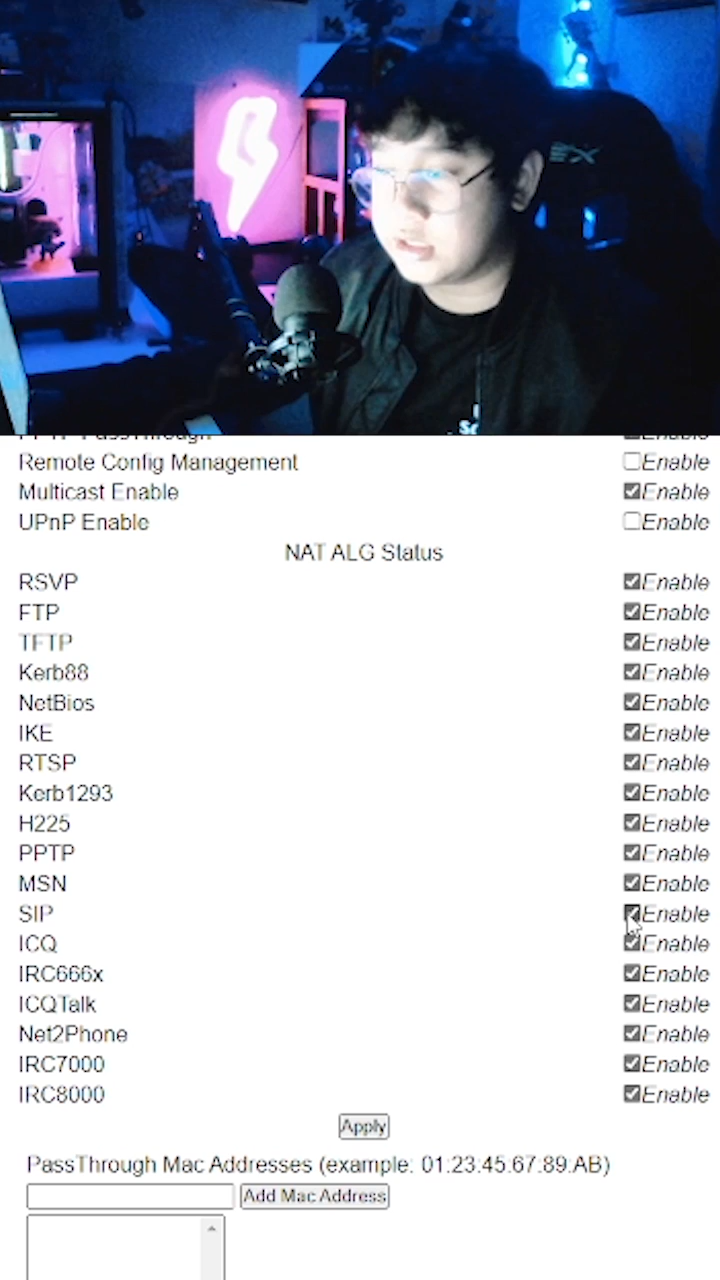 EX
Remote Config Management Enable
Multicast Enable Enable
UPnP Enable Enable
NAT ALG Status
RSVP Enable
FTP Enable
TFTP Enable
Kerb88 Enable
NetBios Enable
IKE Enable
RTSP Enable
Kerb1293 Enable
H225 Enable
PPTP Enable
MSN Enable
SIP Enable
ICQ Enable
IRC666x Enable
ICQTalk Enable
Net2Phone Enable
IRC7000 Enable
IRC8000 Enable
Apply
PassThrough Mac Addresses (example: 01:23:45:67:89:AB)
Add Mac Address